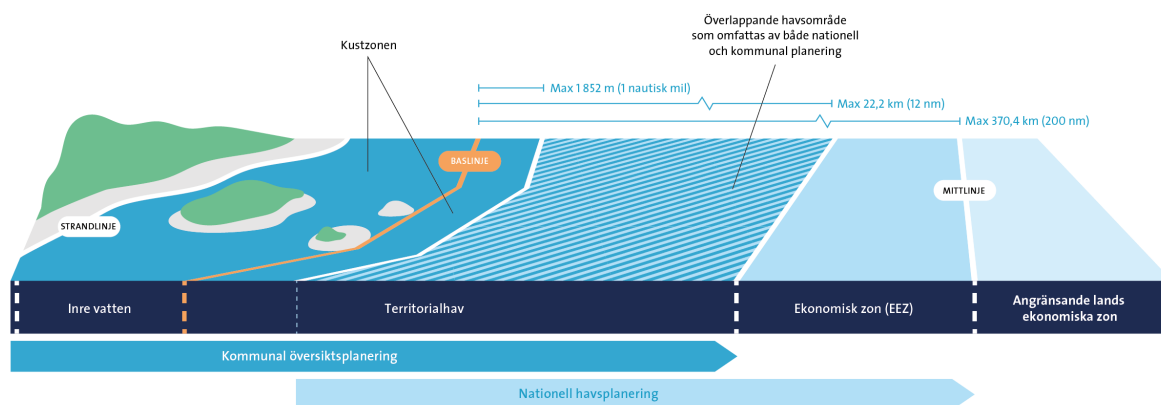 Överlappande havsområde
som omfattas av både nationell
och kommunal planering
Kustzonen
Max 1 852 m (1 nautisk mil)
Max 22,2 km (12 nm)
Max 370,4 km (200 nm)
BASLINJE
MITTLINJE
STRANDLINJE
Inre vatten
Territorialhav
Ekonomisk zon (EEZ)
Angränsande lands
ekonomiska zon
Kommunal översiktsplanering
Nationell havsplanering